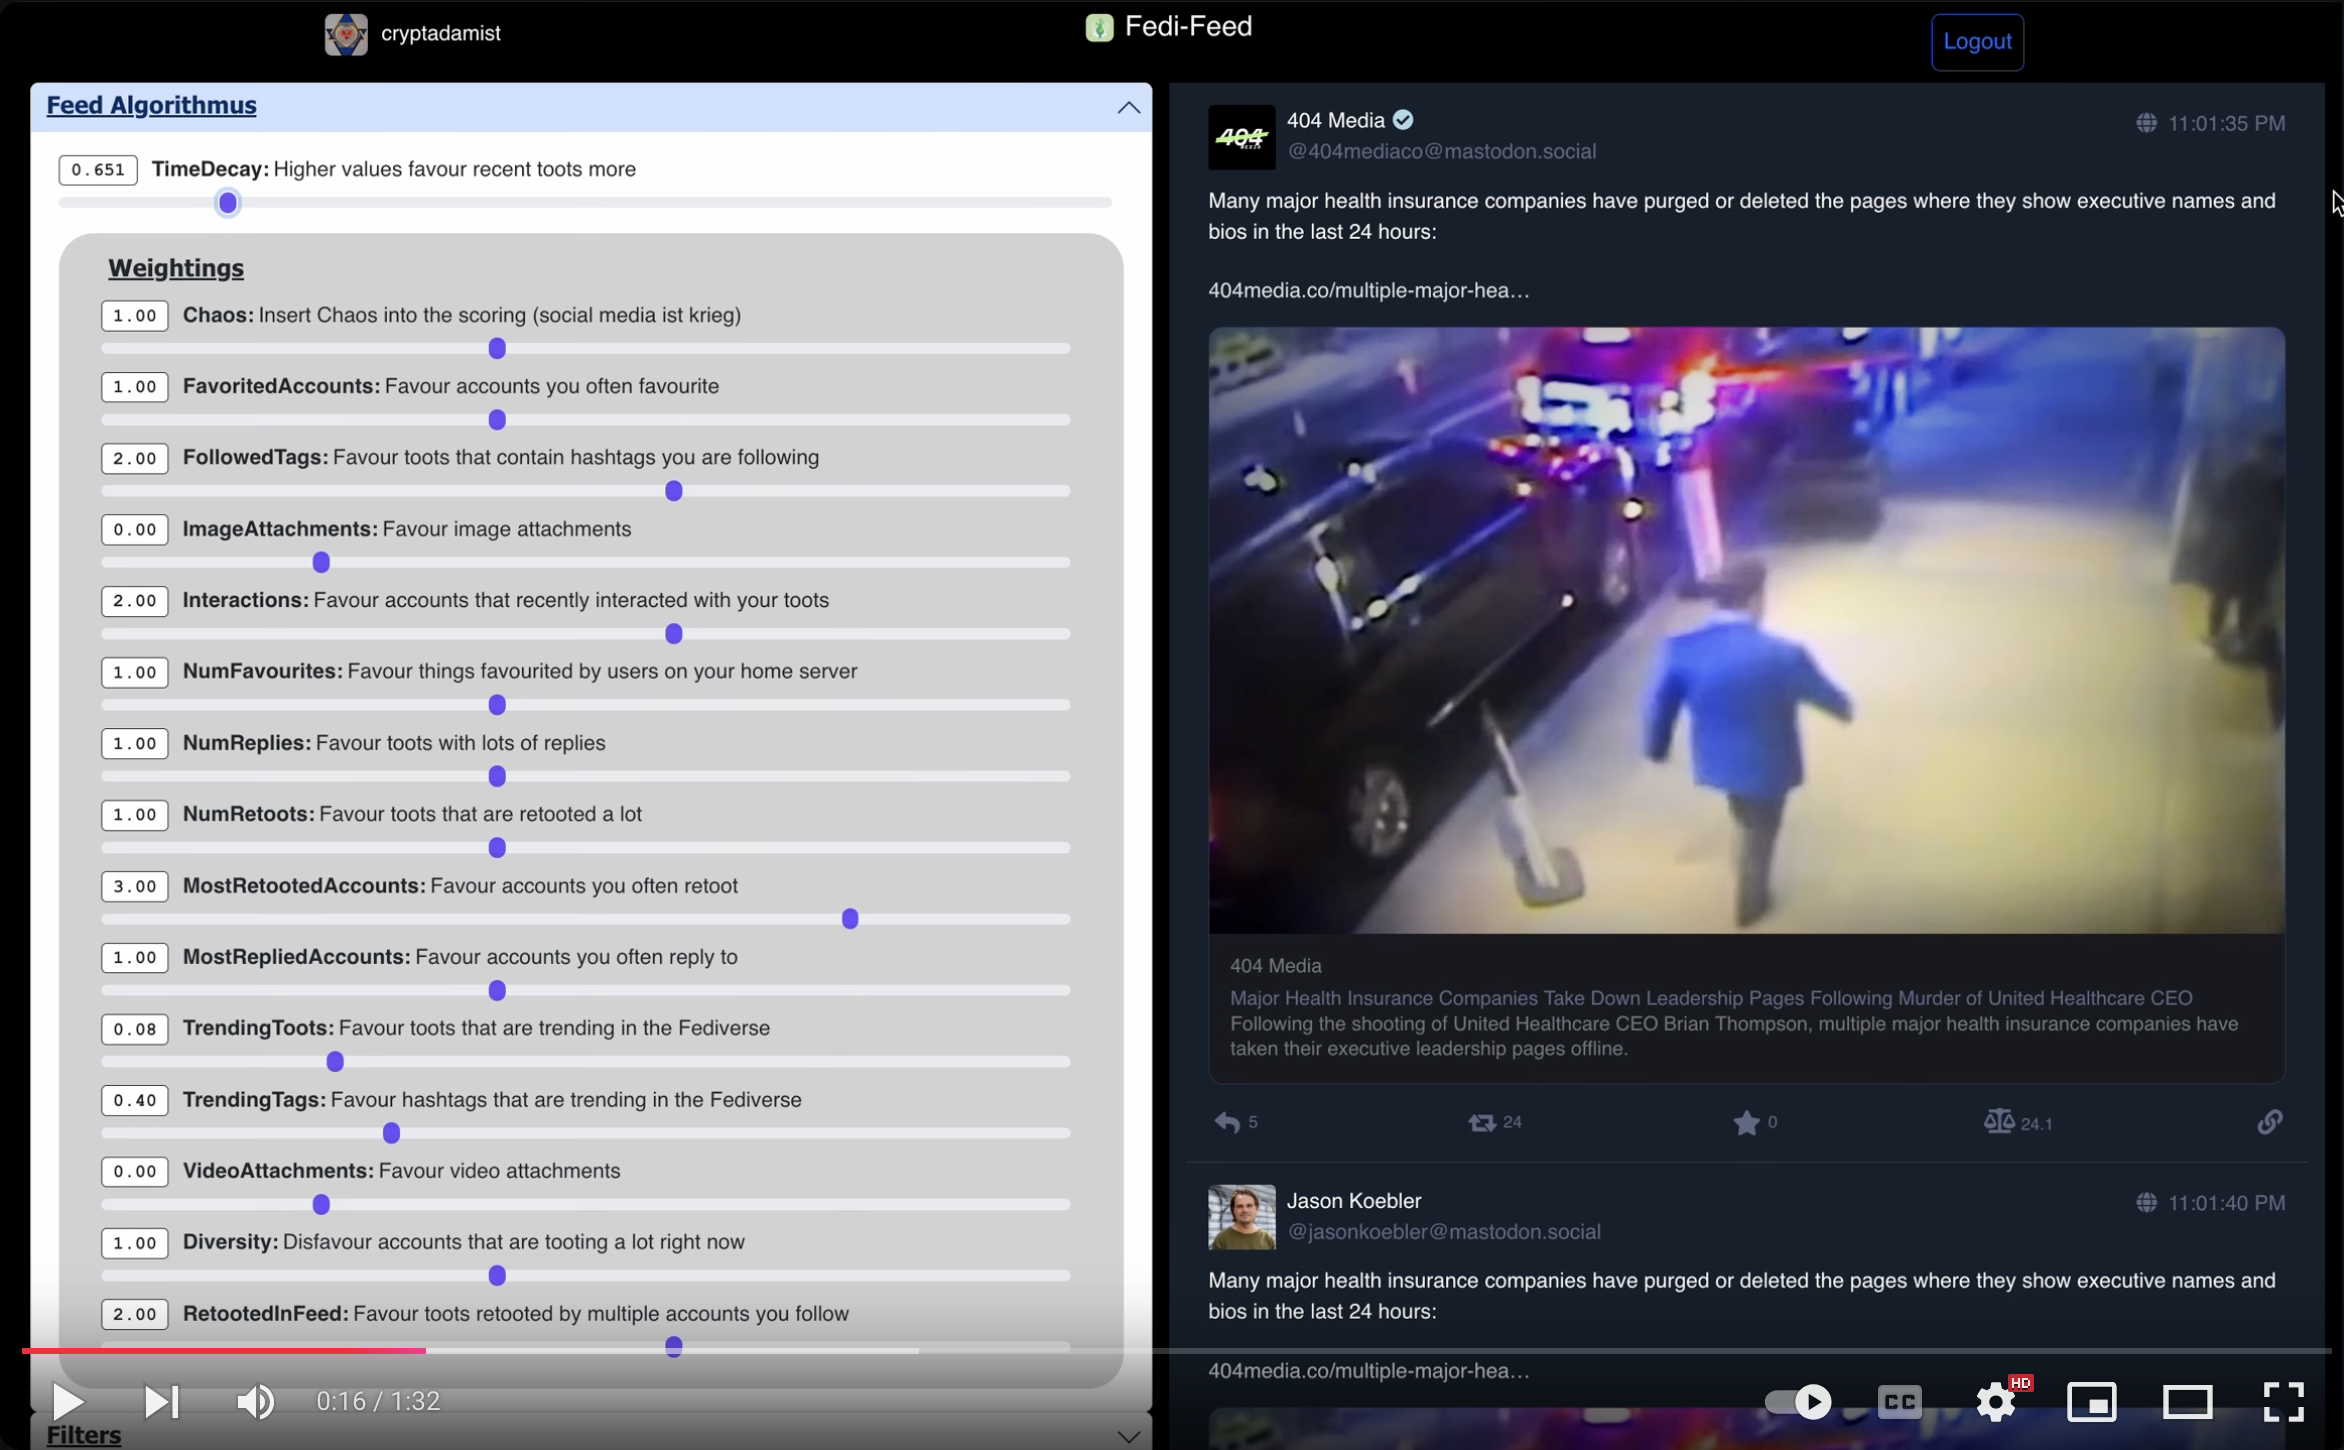 cryptadamist
Fedi-Feed
Logout
Feed Algorithmus
0.651 TimeDecay: Higher values favour recent toots more
Weightings
1.00 Chaos: Insert Chaos into the scoring (social media ist krieg)
1.00 FavoritedAccounts: Favour accounts you often favourite
2.00 FollowedTags: Favour toots that contain hashtags you are following
0.00 ImageAttachments: Favour image attachments
2.00 Interactions: Favour accounts that recently interacted with your toots
1.00 NumFavourites: Favour things favourited by users on your home server
1.00 NumReplies: Favour toots with lots of replies
1.00 NumRetoots: Favour toots that are retooted a lot
3.00 MostRetootedAccounts: Favour accounts you often retoot
1.00 MostRepliedAccounts: Favour accounts you often reply to
0.08 TrendingToots: Favour toots that are trending in the Fediverse
0.40 TrendingTags: Favour hashtags that are trending in the Fediverse
0.00 VideoAttachments: Favour video attachments
1.00 Diversity: Disfavour accounts that are tooting a lot right now
2.00 RetootedInFeed: Favour toots retooted by multiple accounts you follow
Filters
404
MEDIA
404 Media
@404mediaco@mastodon.social
11:01:35 PM
Many major health insurance companies have purged or deleted the pages where they show executive names and
bios in the last 24 hours:
404media.co/multiple-major-hea…
404 Media
Major Health Insurance Companies Take Down Leadership Pages Following Murder of United Healthcare CEO
Following the shooting of United Healthcare CEO Brian Thompson, multiple major health insurance companies have
taken their executive leadership pages offline.
5 24 0 24.1
Jason Koebler
@jasonkoebler@mastodon.social
11:01:40 PM
Many major health insurance companies have purged or deleted the pages where they show executive names and
bios in the last 24 hours:
404media.co/multiple-major-hea…
0:16 / 1:32
CC
HD